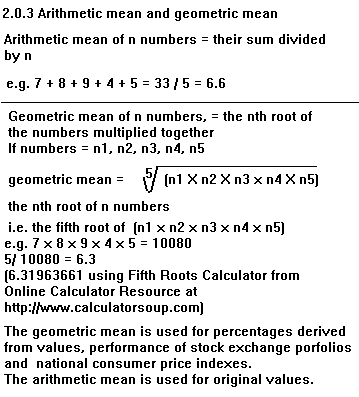 2.0.3 Arithmetic mean and geometric mean
Arithmetic mean of n numbers = their sum divided
by n
e.g. 7 + 8 + 9 + 4 + 5 = 33 / 5 = 6.6
Geometric mean of n numbers, = the nth root of
the numbers multiplied together
If numbers = n1, n2, n3, n4, n5
geometric mean = 5√ (n1 X n2 X n3 × n4 X n5)
the nth root of n numbers
i.e. the fifth root of (n1 × n2 × n3 × n4 × n5)
e.g. 7 × 8 × 9 × 4 × 5 = 10080
5/ 10080 = 6.3
(6.31963661 using Fifth Roots Calculator from
Online Calculator Resource at
http://www.calculatorsoup.com)
The geometric mean is used for percentages derived
from values, performance of stock exchange porfolios
and national consumer price indexes.
The arithmetic mean is used for original values.